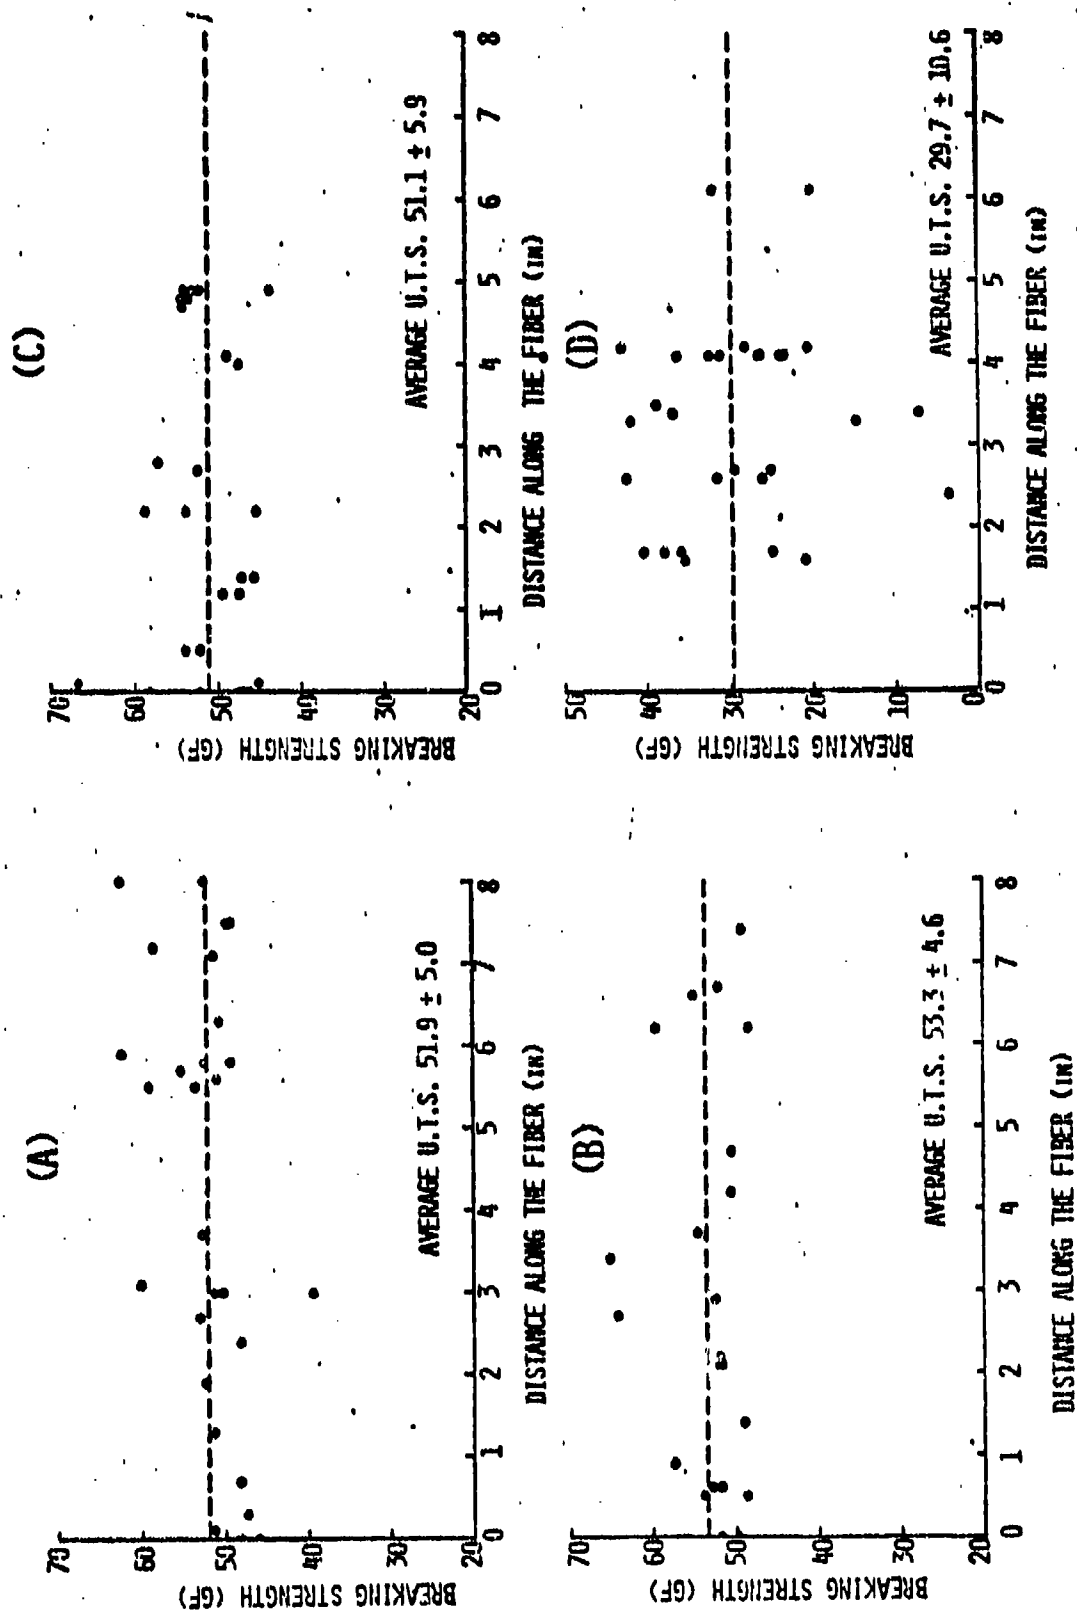 (A)
BREAKING STRENGTH (GF)
70
60
50
40
30
20
AVERAGE U.T.S. 51.9 ± 5.0
0 1 2 3 4 5 6 7 8
DISTANCE ALONG THE FIBER (IN)
(C)
BREAKING STRENGTH (GF)
70
60
50
40
30
20
AVERAGE U.T.S. 51.1 ± 5.9
0 1 2 3 4 5 6 7 8
DISTANCE ALONG THE FIBER (IN)
(B)
BREAKING STRENGTH (GF)
70
60
50
40
30
20
AVERAGE U.T.S. 53.3 ± 4.6
0 1 2 3 4 5 6 7 8
DISTANCE ALONG THE FIBER (IN)
(D)
BREAKING STRENGTH (GF)
50
40
30
20
10
0
AVERAGE U.T.S. 29.7 ± 10.6
0 1 2 3 4 5 6 7 8
DISTANCE ALONG THE FIBER (IN)